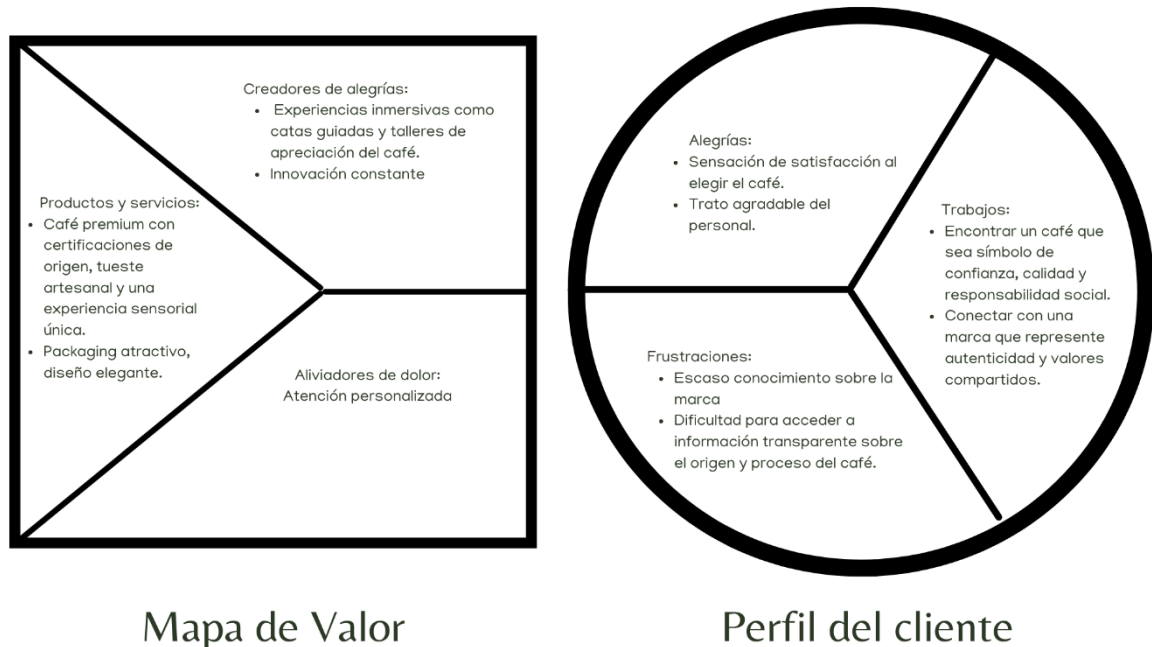 Creadores de alegrías:
• Experiencias inmersivas como
catas guiadas y talleres de
apreciación del café.
• Innovación constante
Productos y servicios:
• Café premium con
certificaciones de
origen, tueste
artesanal y una
experiencia sensorial
única.
• Packaging atractivo,
diseño elegante.
Aliviadores de dolor:
Atención personalizada
Mapa de Valor
Alegrías:
• Sensación de satisfacción al
elegir el café.
• Trato agradable del
personal.
Trabajos:
• Encontrar un café que
sea símbolo de
confianza, calidad y
responsabilidad social.
• Conectar con una
marca que represente
autenticidad y valores
compartidos.
Frustraciones:
• Escaso conocimiento sobre la
marca
• Dificultad para acceder a
información transparente sobre
el origen y proceso del café.
Perfil del cliente